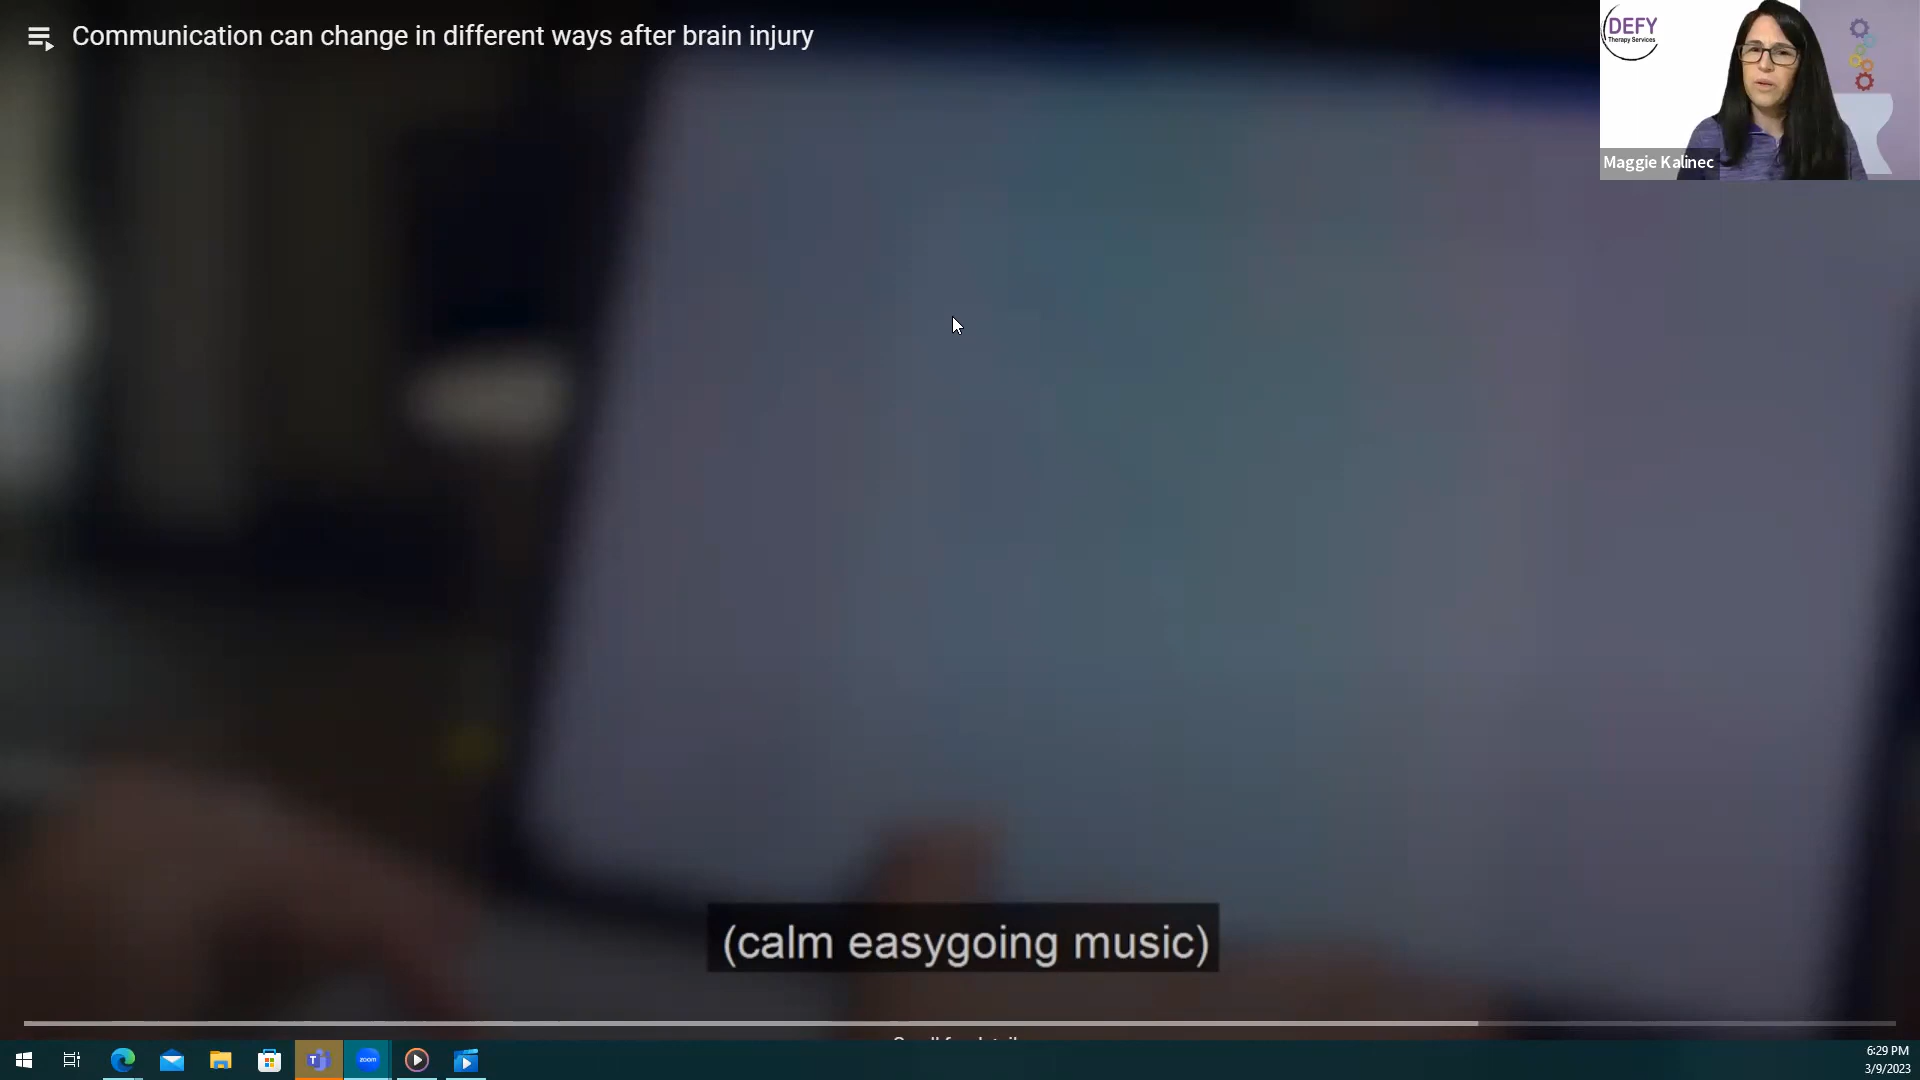 Communication can change in different ways after brain injury
DEFY
Therapy Services
Maggie Kalinec
(calm easygoing music)
zoom
6:29 PM
3/9/2023